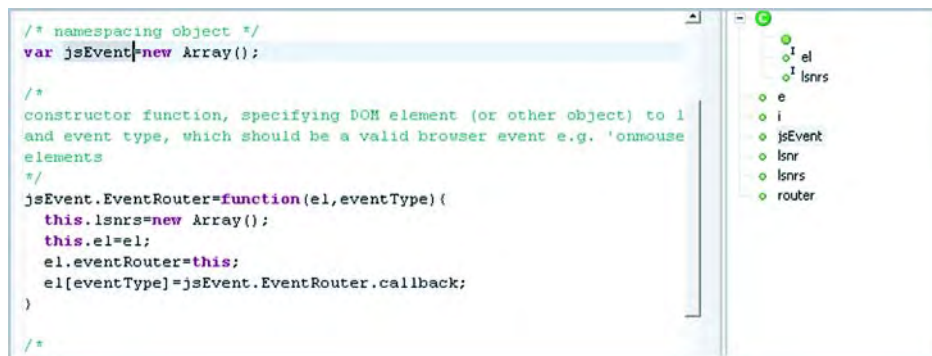 /* namespacing object */
var jsEvent=new Array();
/*
constructor function, specifying DOM element (or other object) to l
and event type, which should be a valid browser event e.g. 'onmouse
elements
*/
jsEvent.EventRouter=function(el,eventType){
this.lsnrs=new Array();
this.el=el;
el.eventRouter=this;
el[eventType]=jsEvent.EventRouter.callback;
}
/*
C
I el
I lsnrs
e
i
jsEvent
lsnr
lsnrs
router